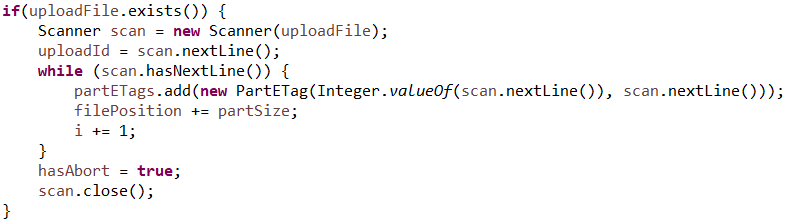 if(uploadFile.exists()) {
    Scanner scan = new Scanner(uploadFile);
    uploadId = scan.nextLine();
    while (scan.hasNextLine()) {
        partETags.add(new PartETag(Integer.valueOf(scan.nextLine()), scan.nextLine()));
        filePosition += partSize;
        i += 1;
    }
    hasAbort = true;
    scan.close();
}